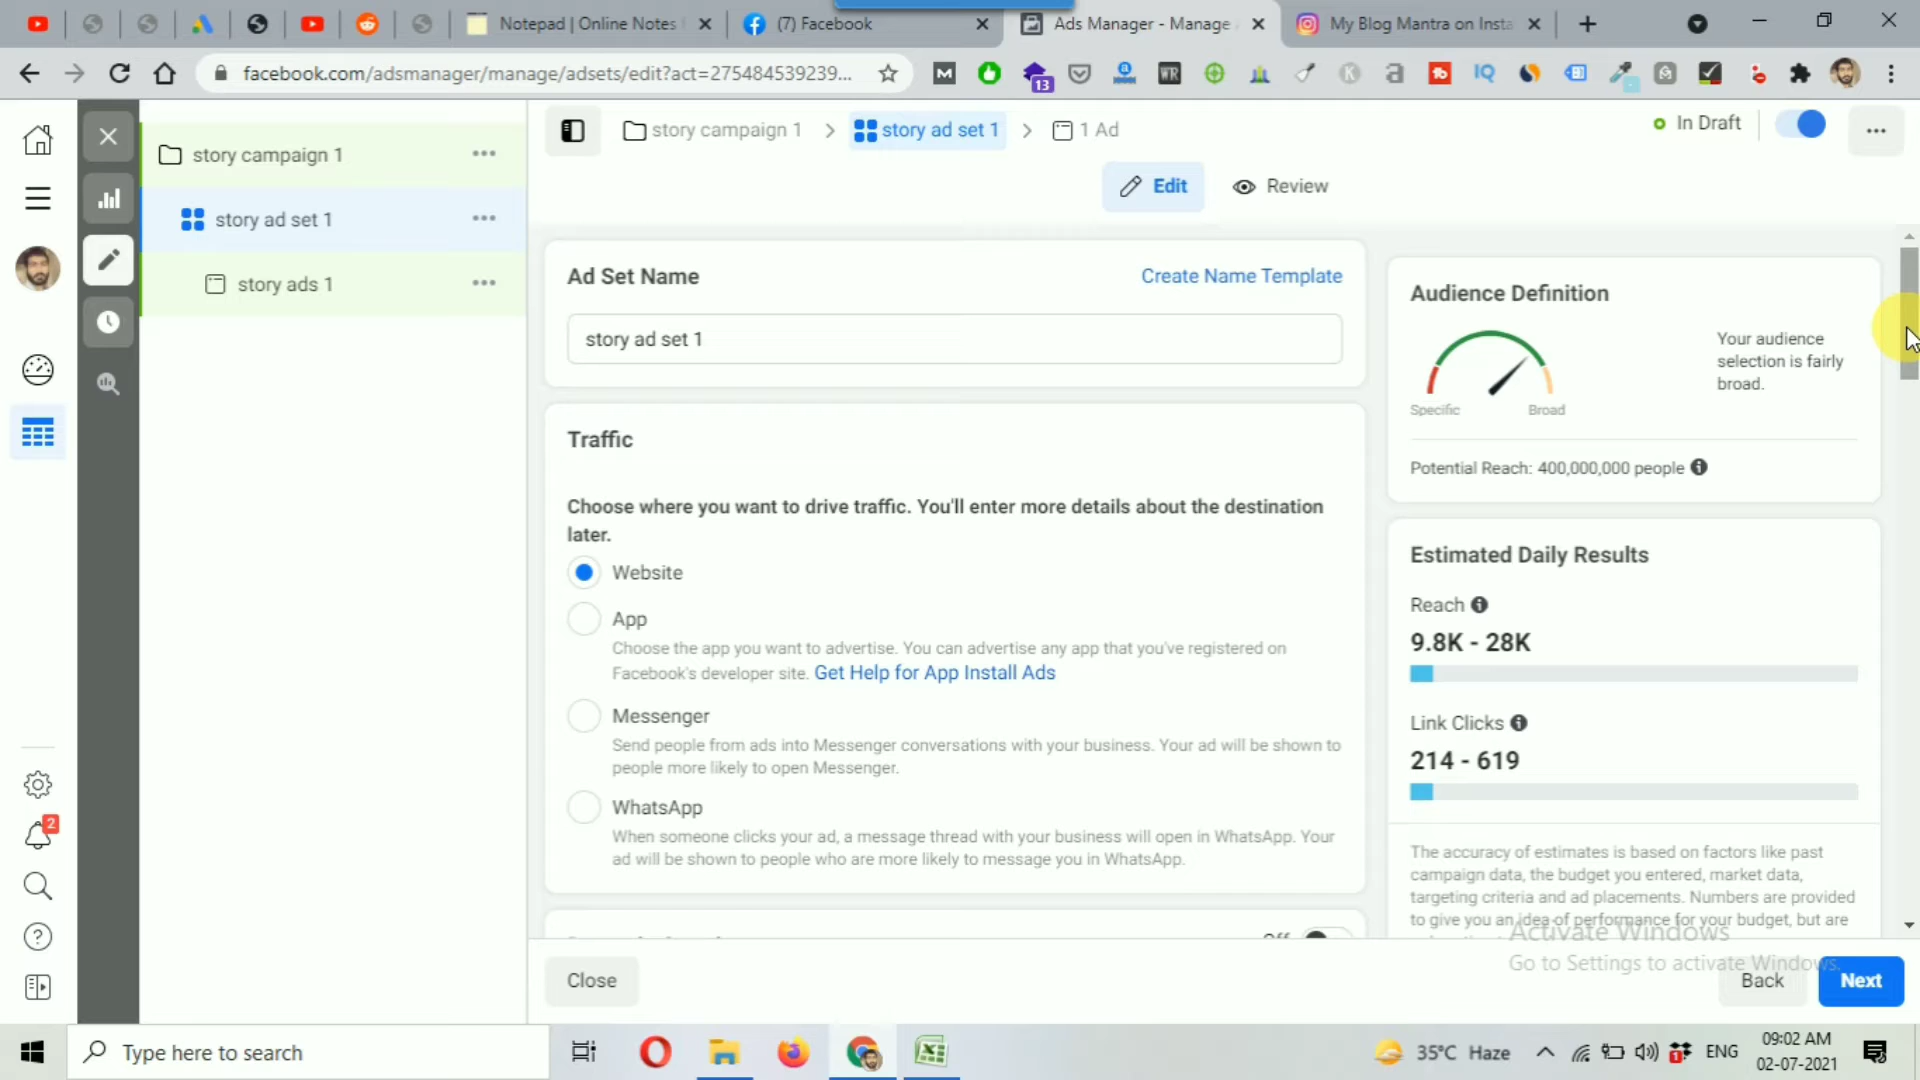 Notepad | Online Notes
(7) Facebook
Ads Manager - Manage
My Blog Mantra on Insta
facebook.com/adsmanager/manage/adsets/edit?act=275484539239...
13
story campaign 1
story ad set 1
story ads 1
story campaign 1 > story ad set 1 > 1 Ad
In Draft
Edit
Review
Ad Set Name
Create Name Template
story ad set 1
Traffic
Choose where you want to drive traffic. You'll enter more details about the destination
later.
Website
App
Choose the app you want to advertise. You can advertise any app that you've registered on
Facebook's developer site. Get Help for App Install Ads
Messenger
Send people from ads into Messenger conversations with your business. Your ad will be shown to
people more likely to open Messenger.
WhatsApp
When someone clicks your ad, a message thread with your business will open in WhatsApp. Your
ad will be shown to people who are more likely to message you in WhatsApp.
Off
Audience Definition
Your audience
selection is fairly
broad.
Specific
Broad
Potential Reach: 400,000,000 people
Estimated Daily Results
Reach
9.8K - 28K
Link Clicks
214 - 619
The accuracy of estimates is based on factors like past
campaign data, the budget you entered, market data,
targeting criteria and ad placements. Numbers are provided
to give you an idea of performance for your budget, but are
Activate Windows
Go to Settings to activate Windows.
Close
Back
Next
2
Type here to search
35°C Haze
ENG
09:02 AM
02-07-2021